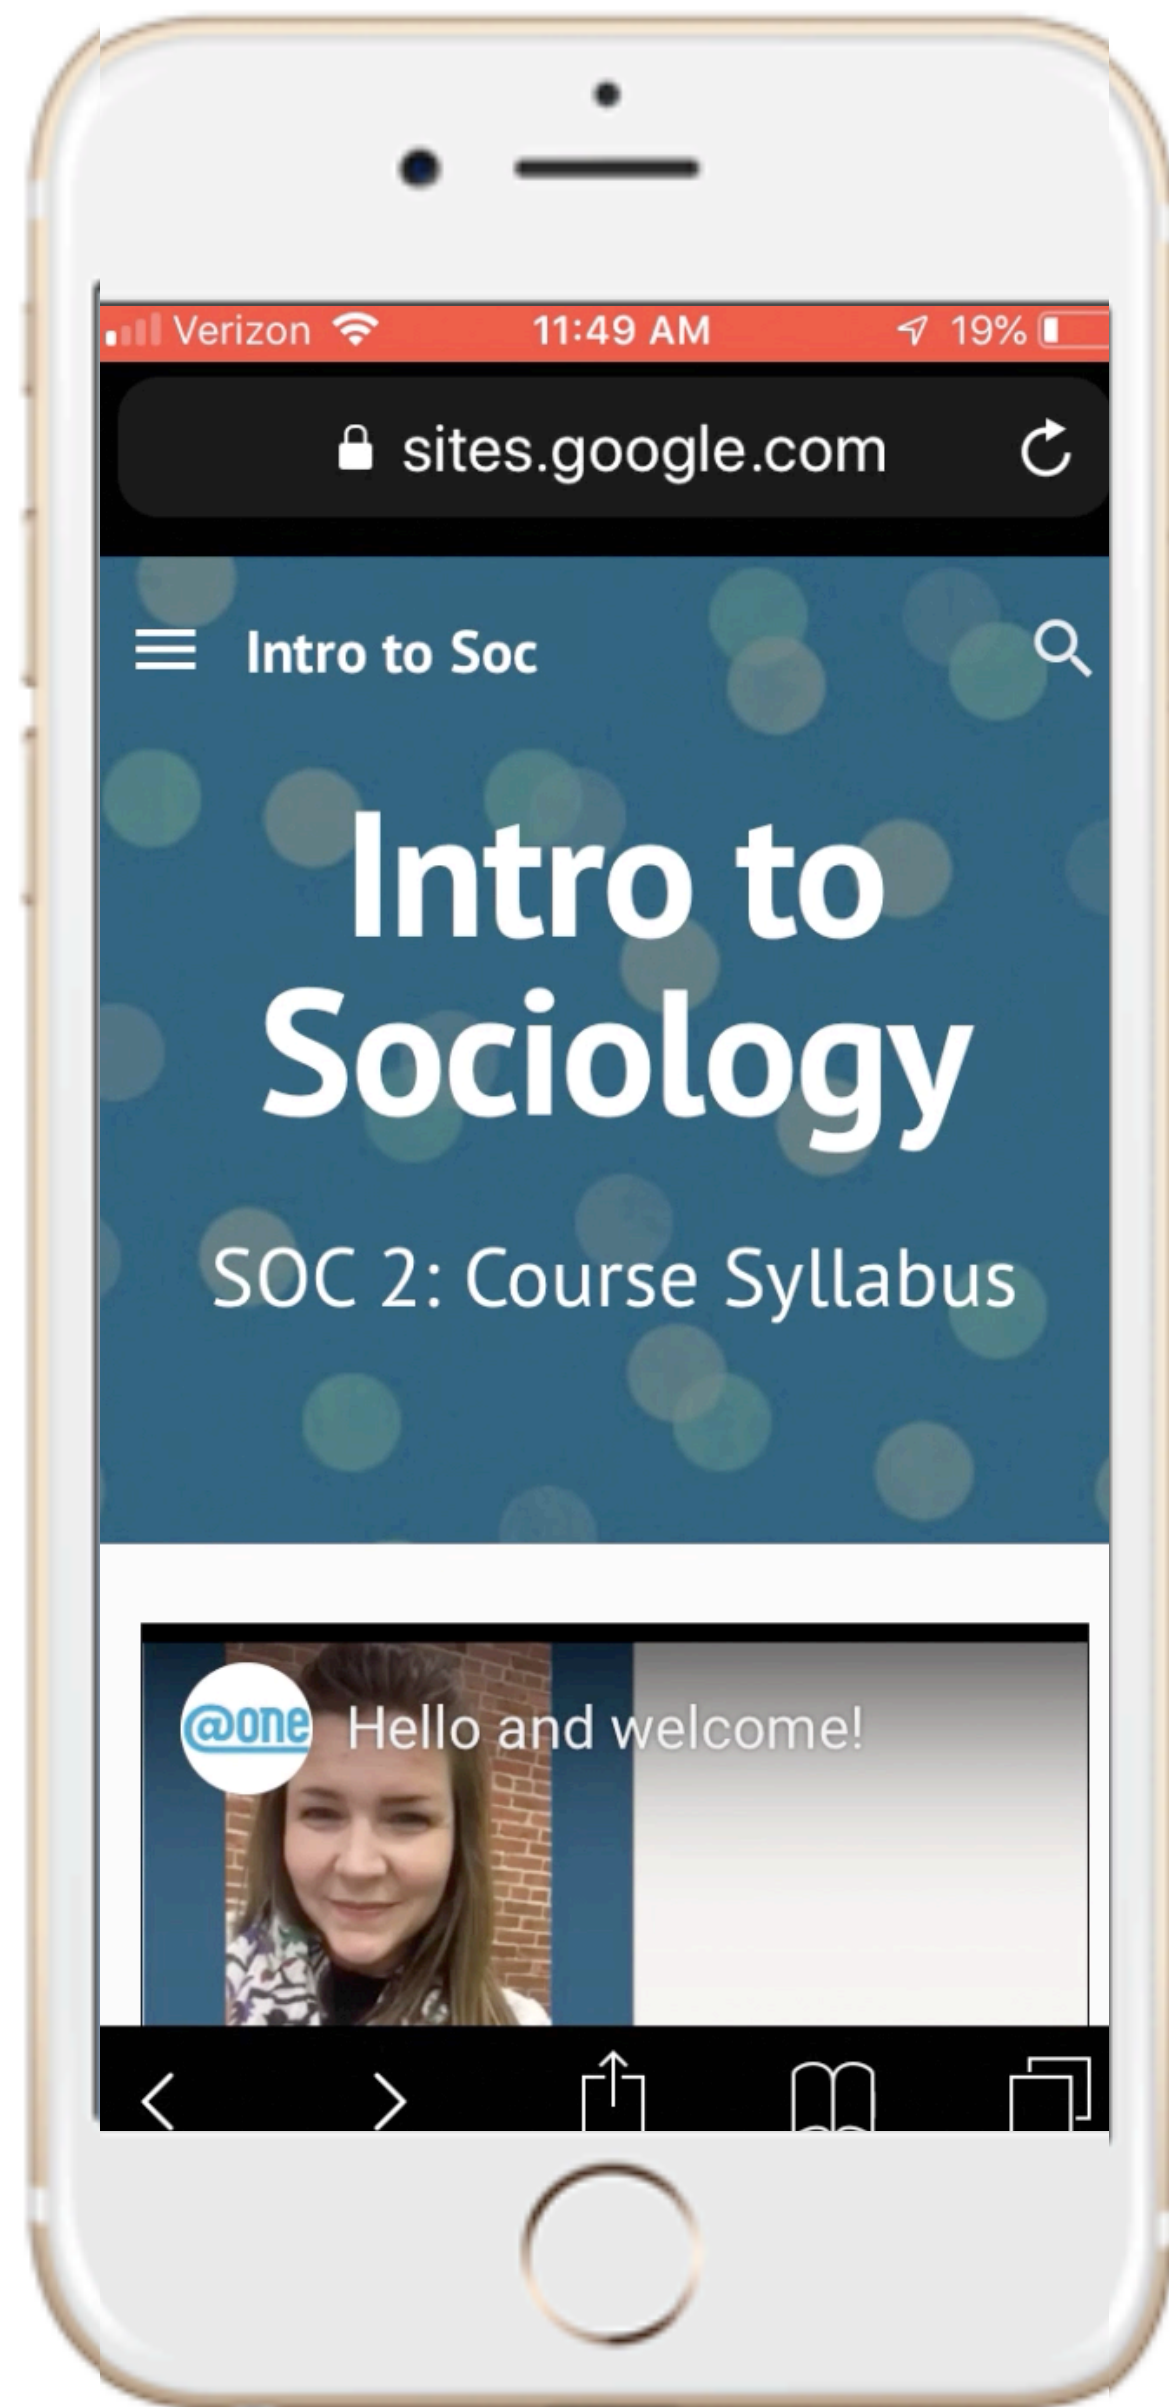 Verizon 11:49 AM 19%
sites.google.com
Intro to Soc
Intro to
Sociology
SOC 2: Course Syllabus
@one Hello and welcome!